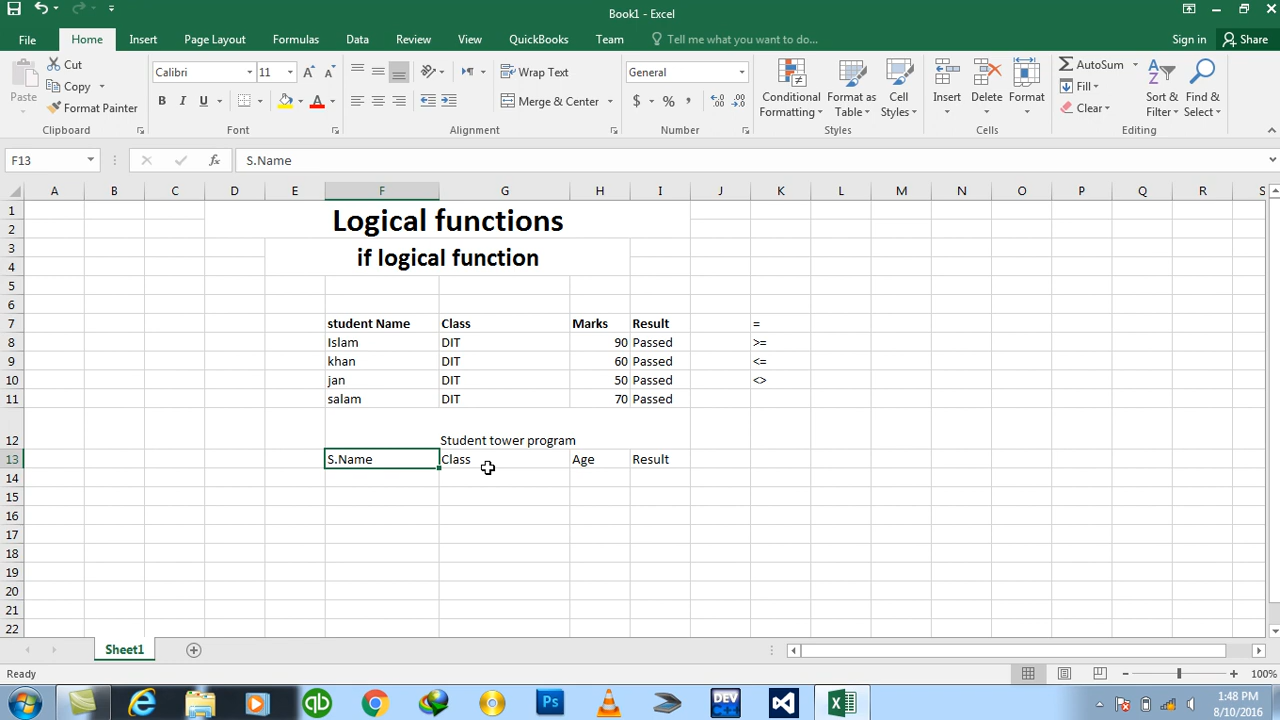 Book1 - Excel
File Home Insert Page Layout Formulas Data Review View QuickBooks Team Tell me what you want to do... Sign in Share
Paste
Cut
Copy
Format Painter
Clipboard
Calibri 11
B I U
Font
Wrap Text
Merge & Center
Alignment
General
$ % ,
Number
Conditional Formatting
Format as Table
Cell Styles
Styles
Insert Delete Format
Cells
AutoSum
Fill
Clear
Sort & Filter
Find & Select
Editing
F13 fx S.Name
A B C D E F G H I J K L M N O P Q R S
1 Logical functions
2
3 if logical function
4
5
6
7 student Name Class Marks Result =
8 Islam DIT 90 Passed >=
9 khan DIT 60 Passed <=
10 jan DIT 50 Passed <>
11 salam DIT 70 Passed
12 Student tower program
13 S.Name Class Age Result
14
15
16
17
18
19
20
21
22
Sheet1
Ready 100%
qb Ps DEV
1:48 PM
8/10/2016